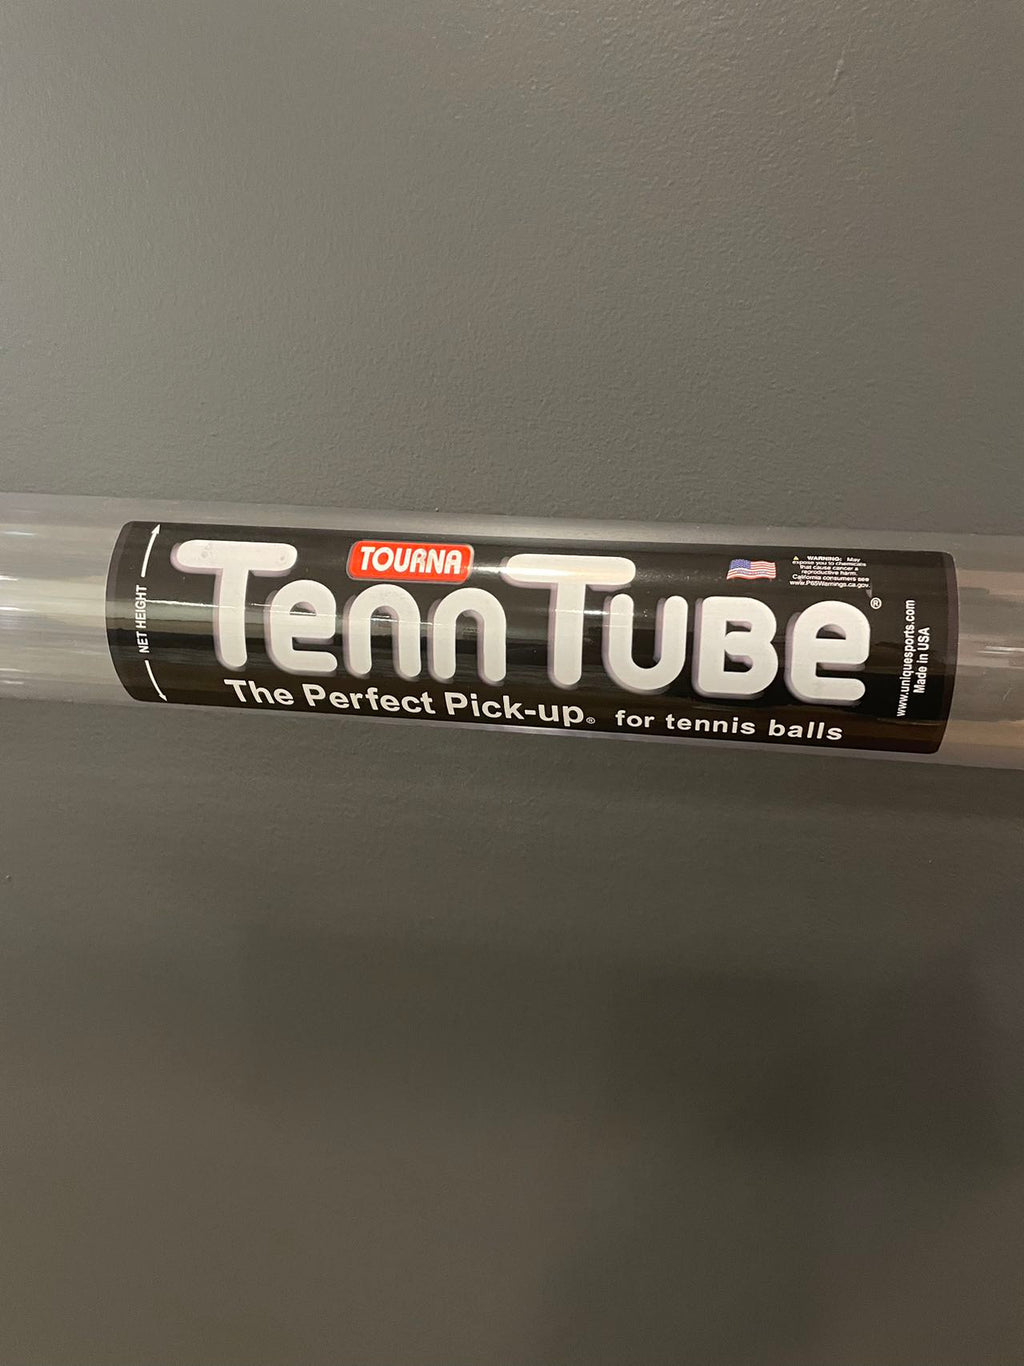 NET HEIGHT
TOURNA
TennTuBe®
The Perfect Pick-up® for tennis balls
WARNING: May
expose you to chemicals
that cause cancer &
reproductive harm.
California consumers see
www.P65Warnings.ca.gov.
www.uniquesports.com
Made in USA